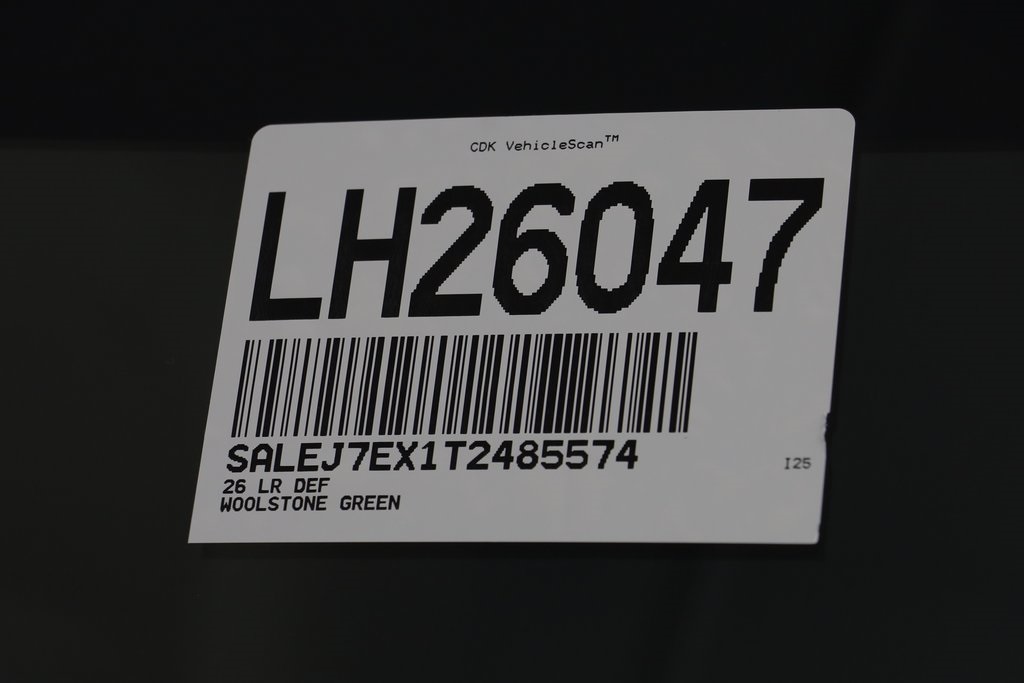 CDK VehicleScan™
LH26047
SALEJ7EX1T2485574
I25
26 LR DEF
WOOLSTONE GREEN